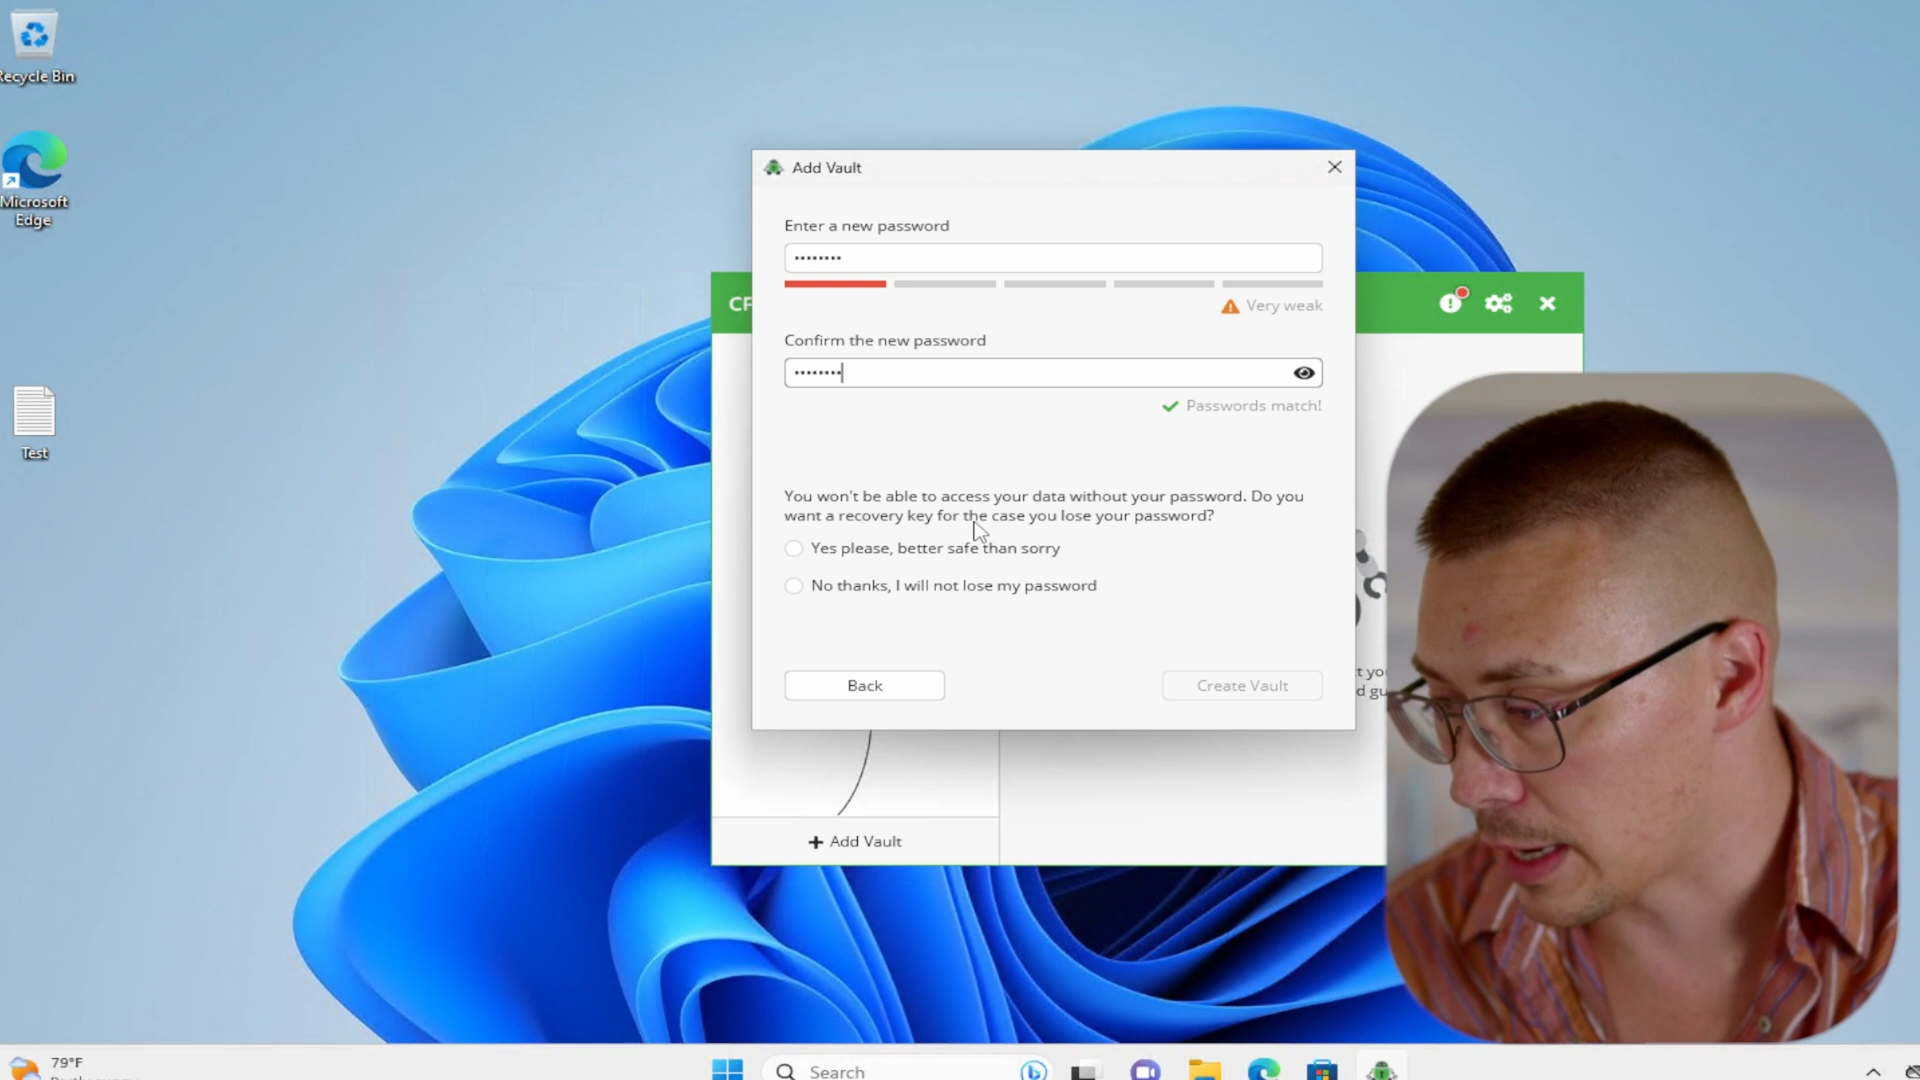 Recycle Bin
Microsoft
Edge
Test
Add Vault
Enter a new password
Very weak
Confirm the new password
Passwords match!
You won't be able to access your data without your password. Do you
want a recovery key for the case you lose your password?
Yes please, better safe than sorry
No thanks, I will not lose my password
Back
Create Vault
Add Vault
79°F
Search